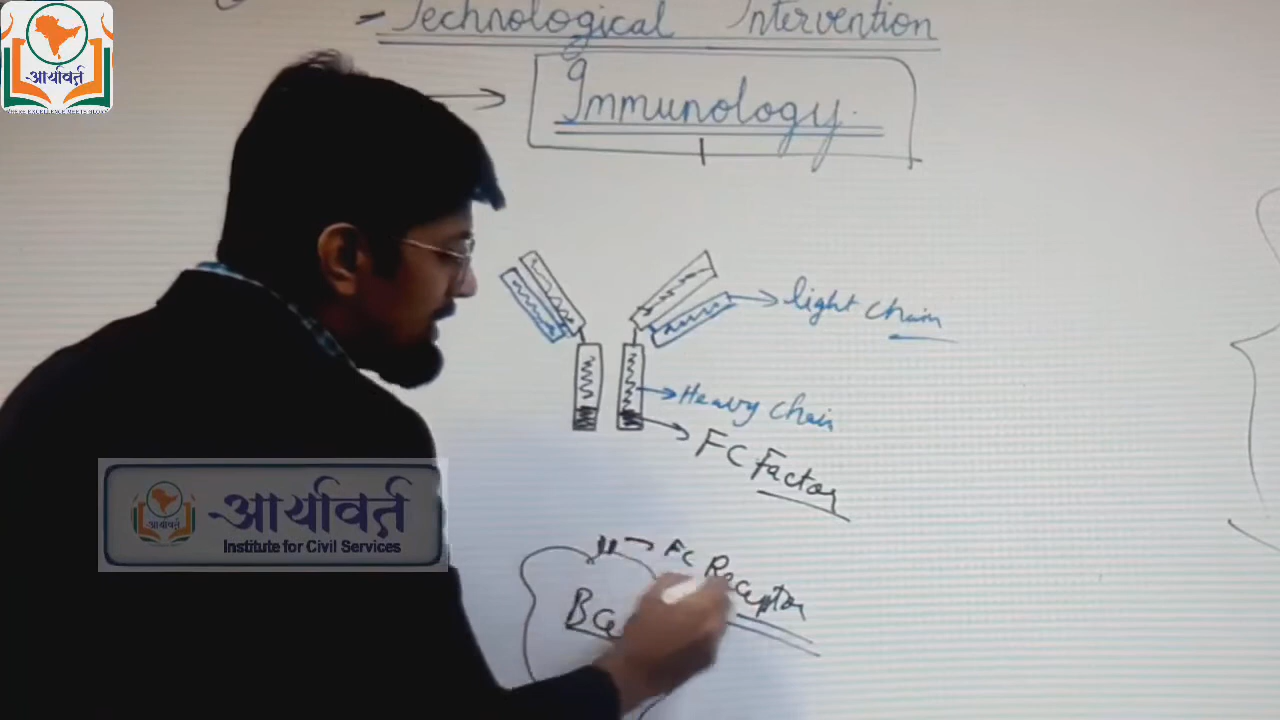 आर्यावर्त
- Technological Intervention
Immunology.
light chain
Heavy chain
FC Factor
FC Receptor
B Ce
आर्यावर्त
Institute for Civil Services